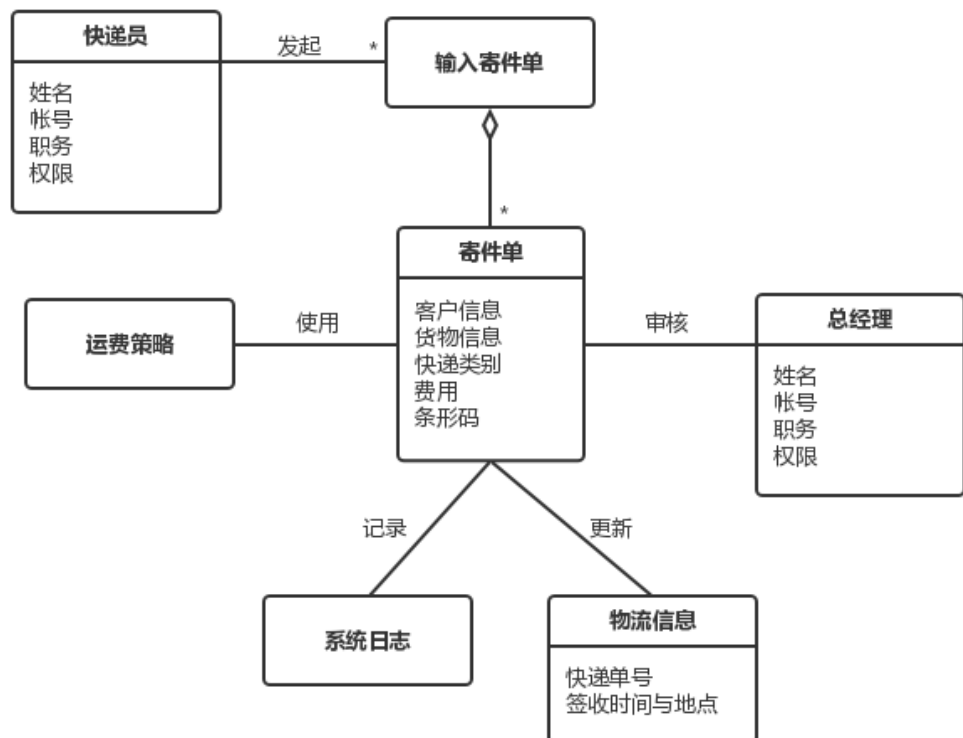 快递员
姓名
帐号
职务
权限
发起
*
输入寄件单
*
寄件单
客户信息
货物信息
快递类别
费用
条形码
运费策略
使用
审核
总经理
姓名
帐号
职务
权限
记录
更新
系统日志
物流信息
快递单号
签收时间与地点